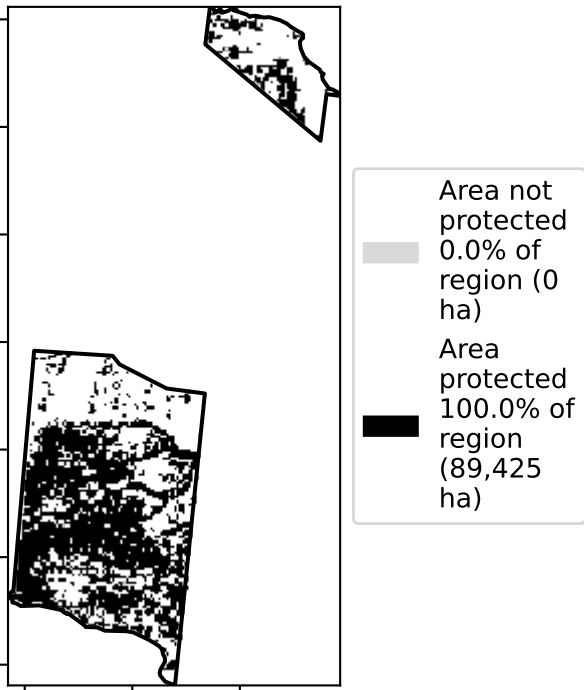 Area not
protected
0.0% of
region (0
ha)
Area
protected
100.0% of
region
(89,425
ha)